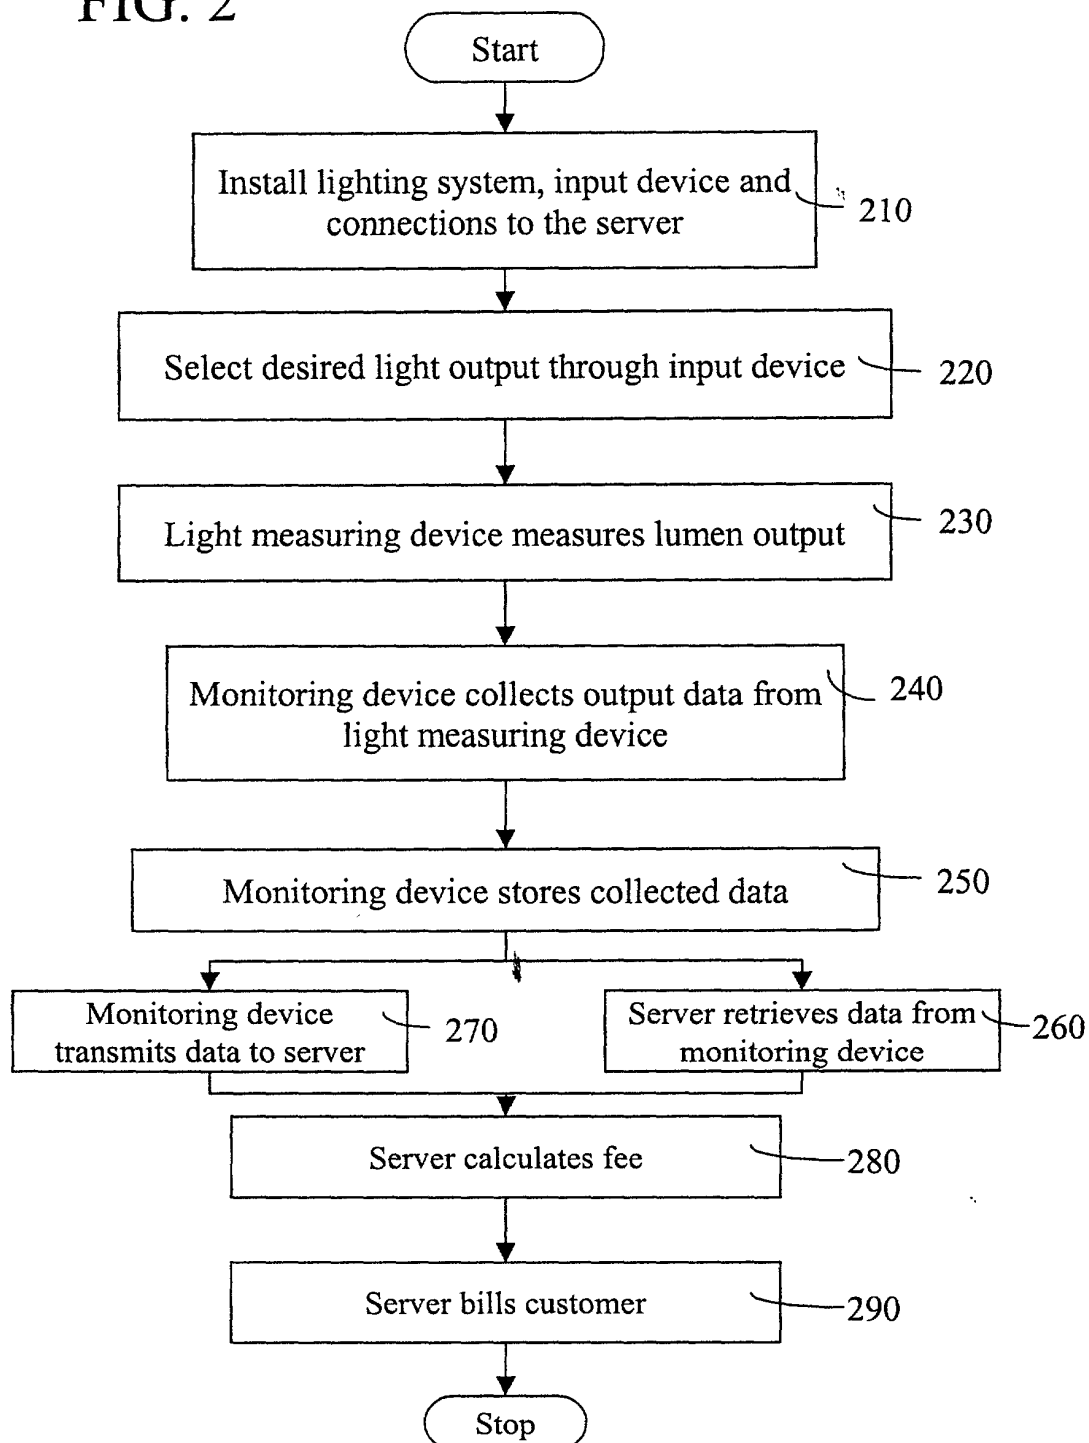 FIG. 2
Start
Install lighting system, input device and
connections to the server
210
Select desired light output through input device
220
Light measuring device measures lumen output
230
Monitoring device collects output data from
light measuring device
240
Monitoring device stores collected data
250
Monitoring device
transmits data to server
270
Server retrieves data from
monitoring device
260
Server calculates fee
280
Server bills customer
290
Stop